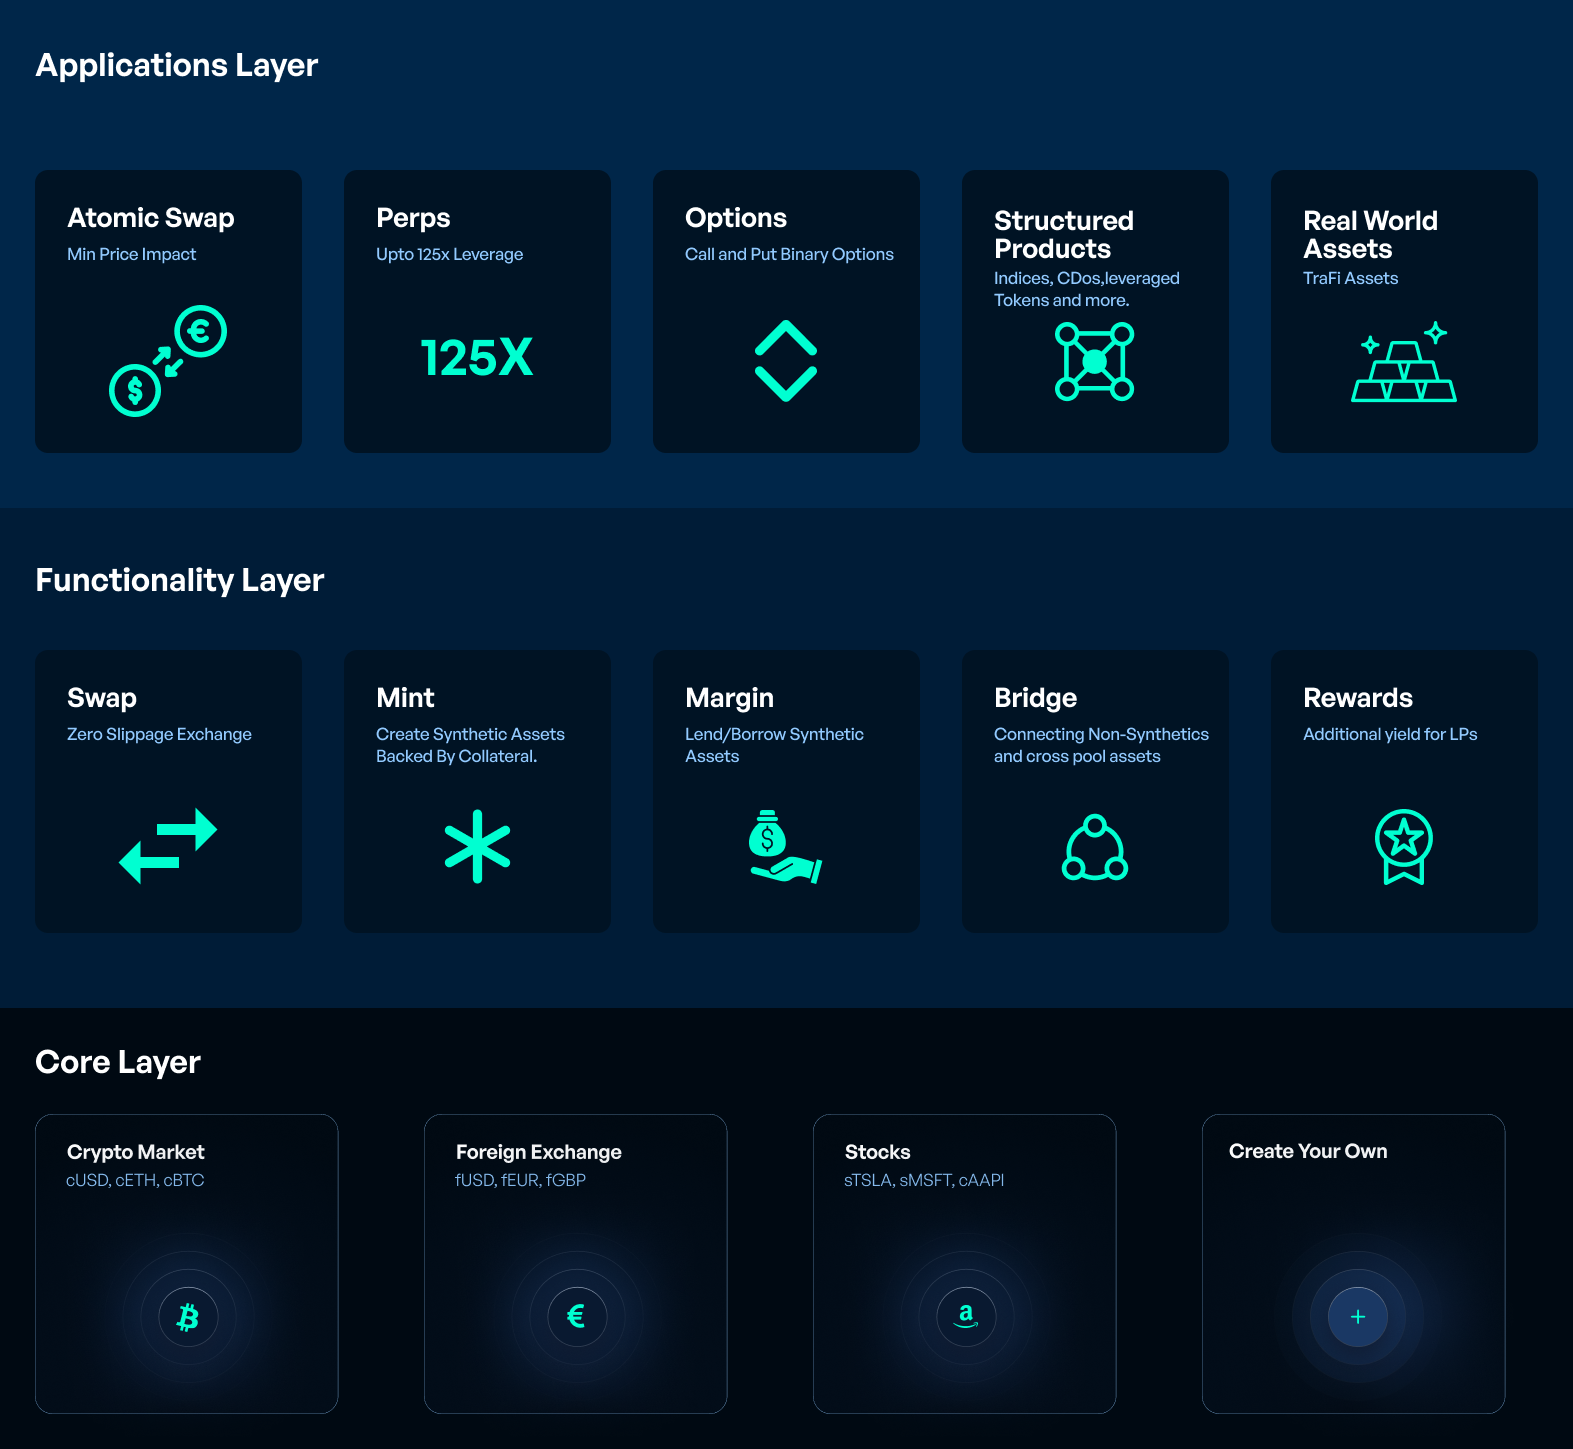 Applications Layer
Atomic Swap
Min Price Impact
Perps
Upto 125x Leverage
125X
Options
Call and Put Binary Options
Structured
Products
Indices, CDos,leveraged
Tokens and more.
Real World
Assets
TraFi Assets
Functionality Layer
Swap
Zero Slippage Exchange
Mint
Create Synthetic Assets
Backed By Collateral.
Margin
Lend/Borrow Synthetic
Assets
Bridge
Connecting Non-Synthetics
and cross pool assets
Rewards
Additional yield for LPs
Core Layer
Crypto Market
cUSD, cETH, cBTC
Foreign Exchange
fUSD, fEUR, fGBP
Stocks
sTSLA, sMSFT, cAAPl
Create Your Own